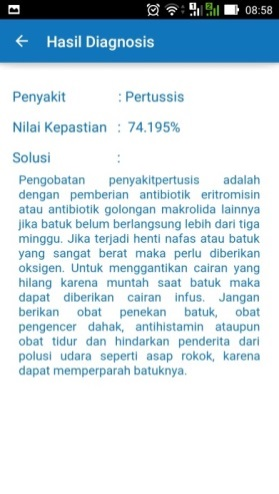 08:58
Hasil Diagnosis
Penyakit : Pertussis
Nilai Kepastian : 74.195%
Solusi :
Pengobatan penyakitpertusis adalah
dengan pemberian antibiotik eritromisin
atau antibiotik golongan makrolida lainnya
jika batuk belum berlangsung lebih dari tiga
minggu. Jika terjadi henti nafas atau batuk
yang sangat berat maka perlu diberikan
oksigen. Untuk menggantikan cairan yang
hilang karena muntah saat batuk maka
dapat diberikan cairan infus. Jangan
berikan obat penekan batuk, obat
pengencer dahak, antihistamin ataupun
obat tidur dan hindarkan penderita dari
polusi udara seperti asap rokok, karena
dapat memperparah batuknya.